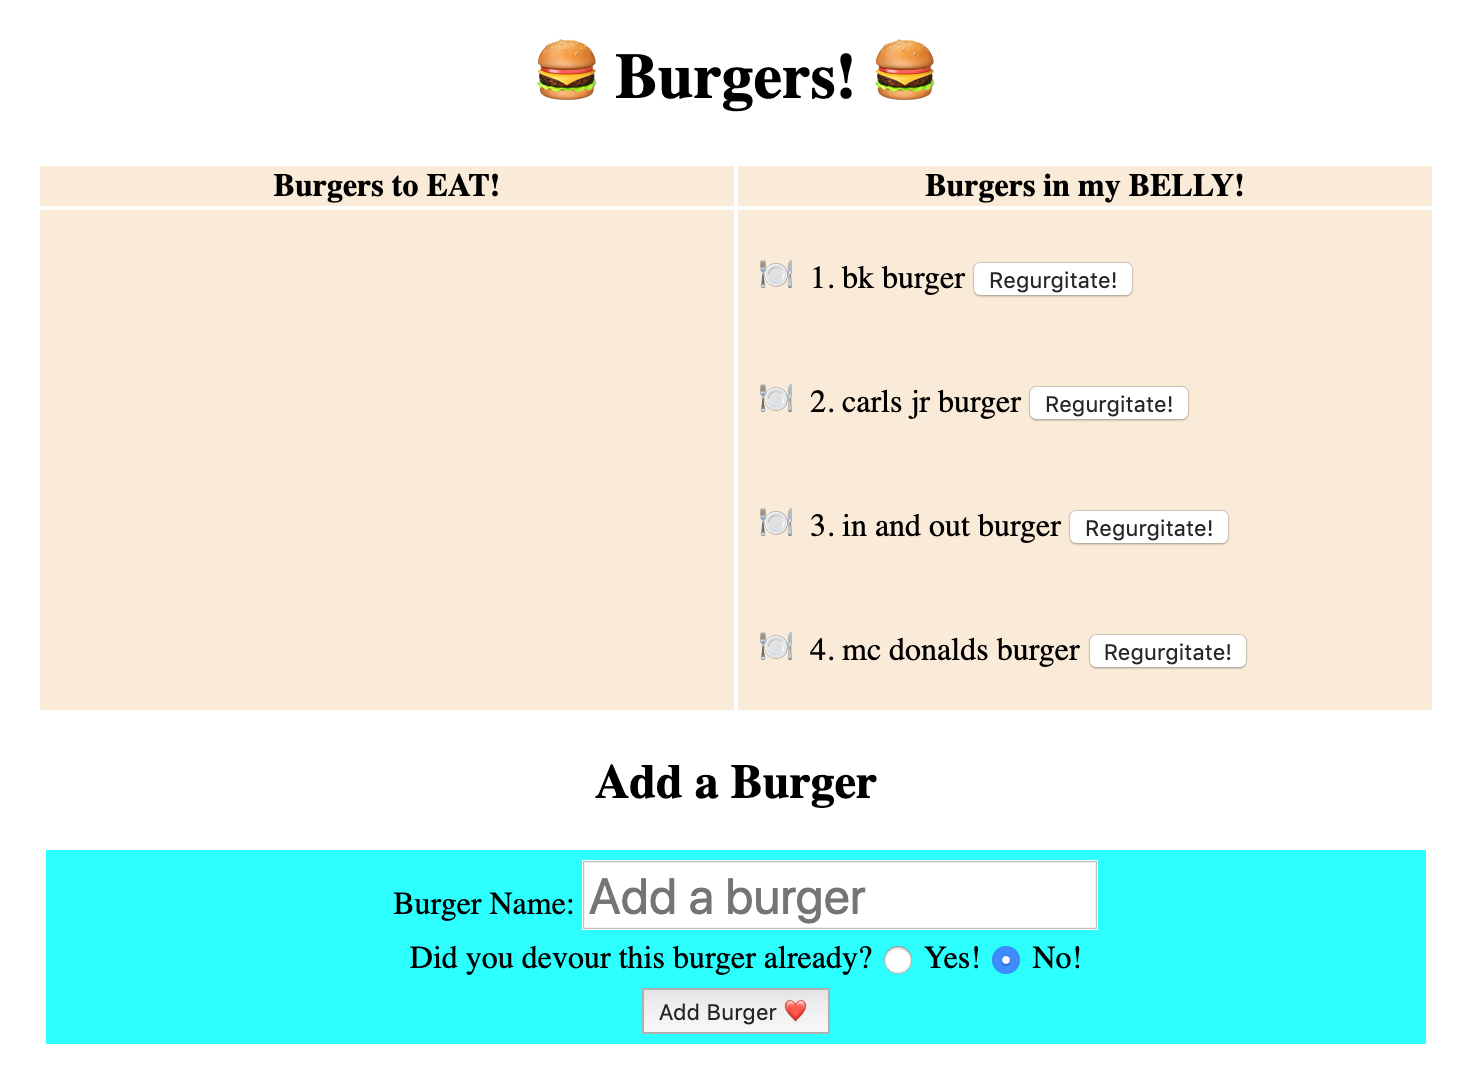 🍔 Burgers! 🍔
Burgers to EAT!
Burgers in my BELLY!
🍽 1. bk burger Regurgitate!
🍽 2. carls jr burger Regurgitate!
🍽 3. in and out burger Regurgitate!
🍽 4. mc donalds burger Regurgitate!
Add a Burger
Burger Name: Add a burger
Did you devour this burger already? Yes! No!
Add Burger ❤️